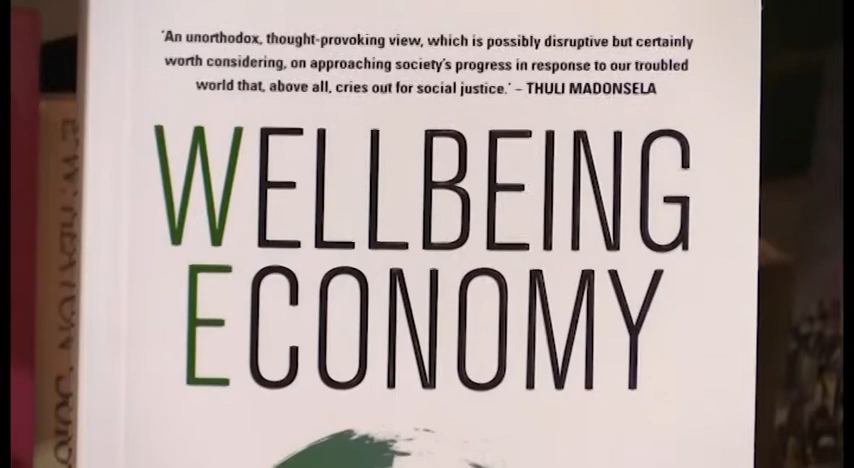 'An unorthodox, thought-provoking view, which is possibly disruptive but certainly
worth considering, on approaching society's progress in response to our troubled
world that, above all, cries out for social justice.' – THULI MADONSELA
WELLBEING
ECONOMY